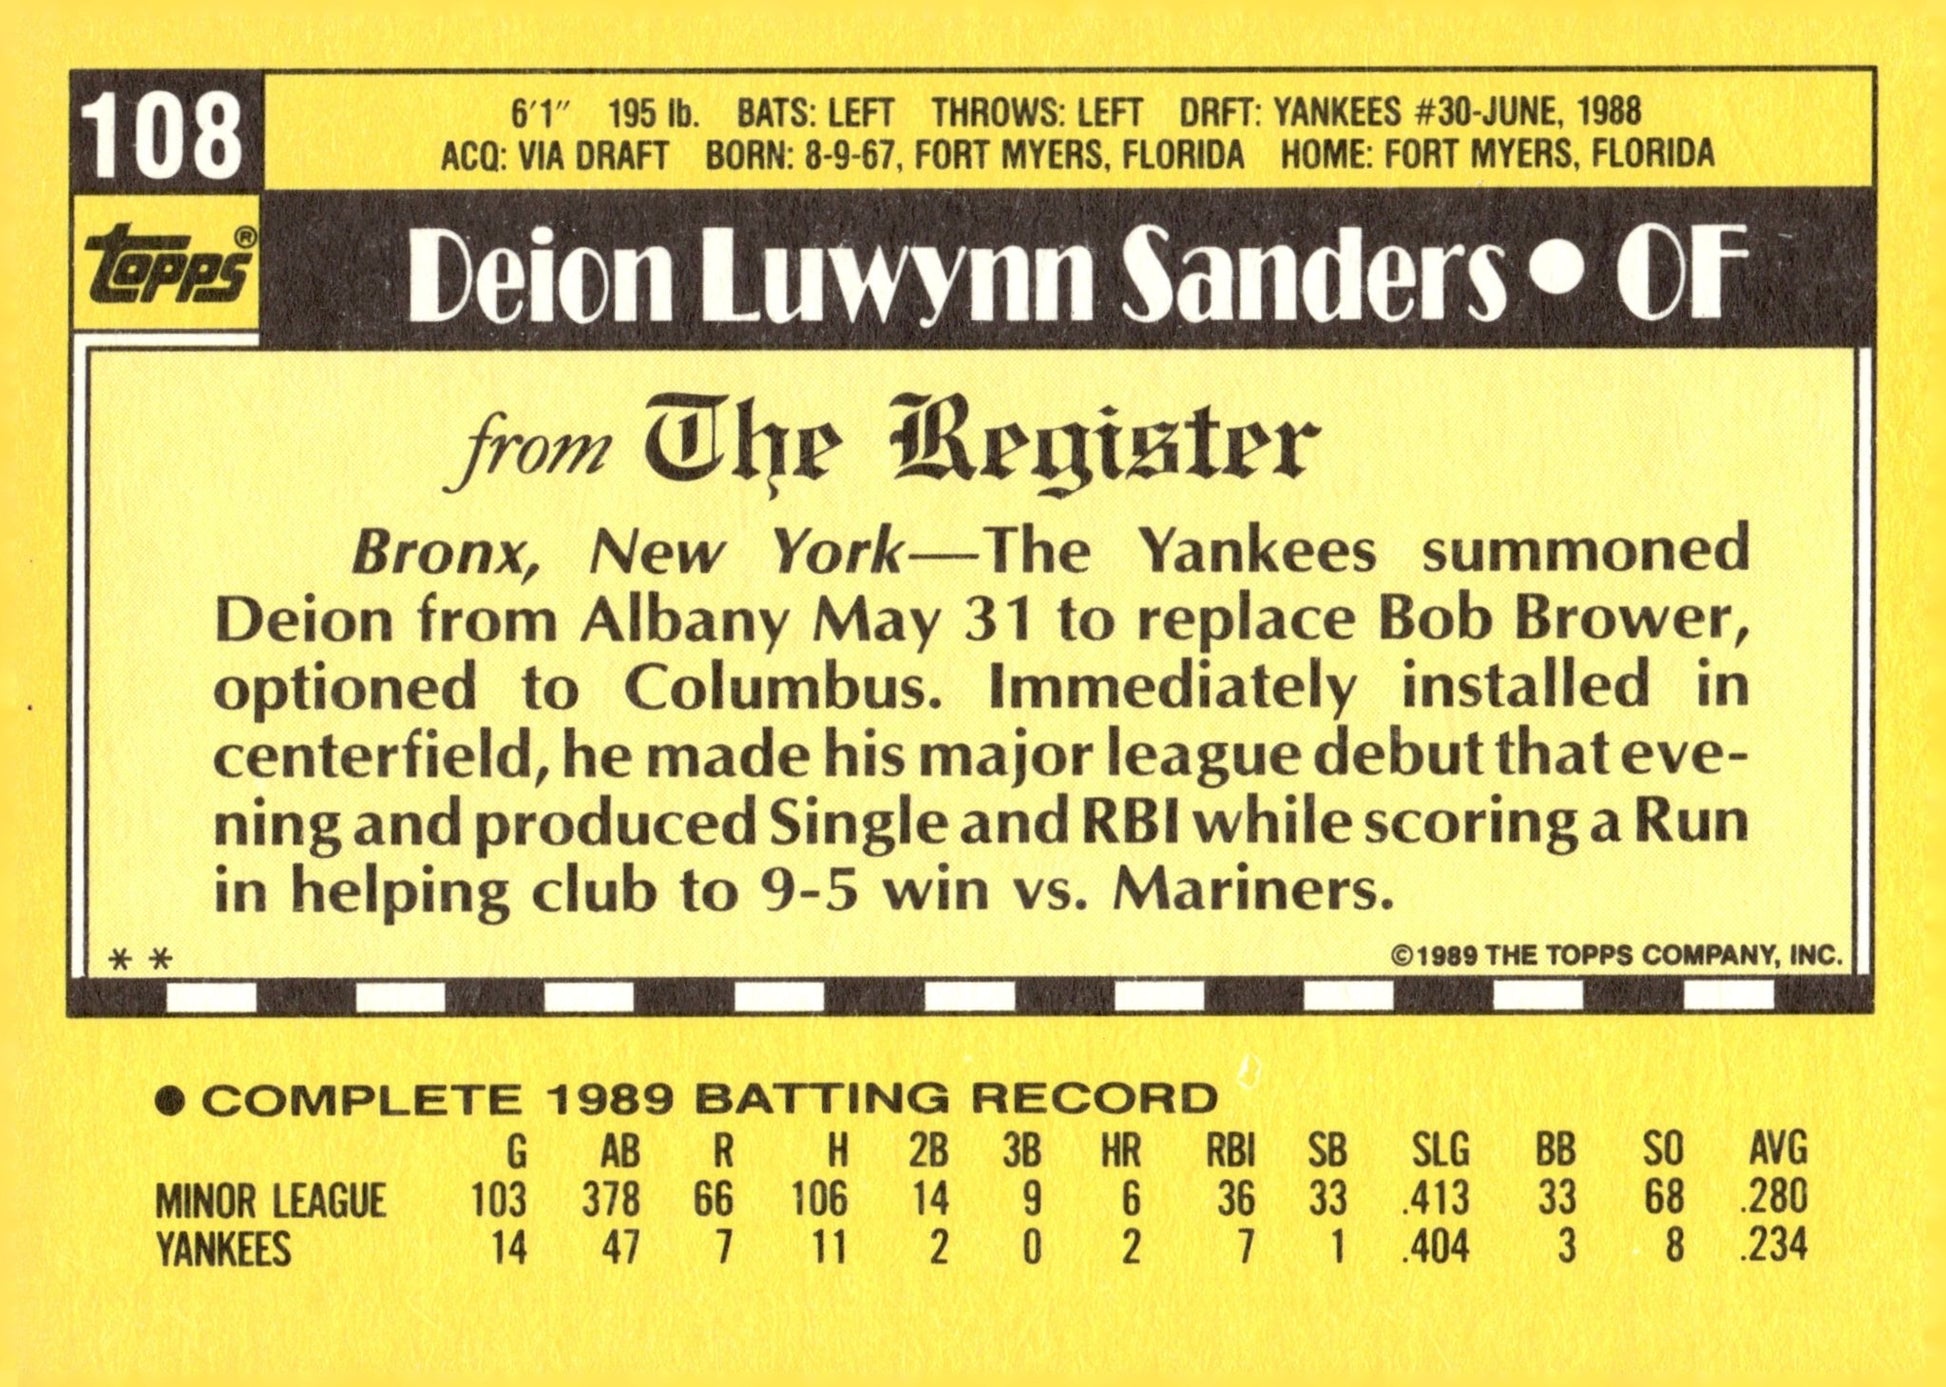 108
6'1" 195 lb. BATS: LEFT THROWS: LEFT DRFT: YANKEES #30-JUNE, 1988
ACQ: VIA DRAFT BORN: 8-9-67, FORT MYERS, FLORIDA HOME: FORT MYERS, FLORIDA
Topps®
Deion Luwynn Sanders • OF
from The Register
Bronx, New York—The Yankees summoned
Deion from Albany May 31 to replace Bob Brower,
optioned to Columbus. Immediately installed in
centerfield, he made his major league debut that eve-
ning and produced Single and RBI while scoring a Run
in helping club to 9-5 win vs. Mariners.
* * ©1989 THE TOPPS COMPANY, INC.
● COMPLETE 1989 BATTING RECORD
G AB R H 2B 3B HR RBI SB SLG BB SO AVG
MINOR LEAGUE 103 378 66 106 14 9 6 36 33 .413 33 68 .280
YANKEES 14 47 7 11 2 0 2 7 1 .404 3 8 .234